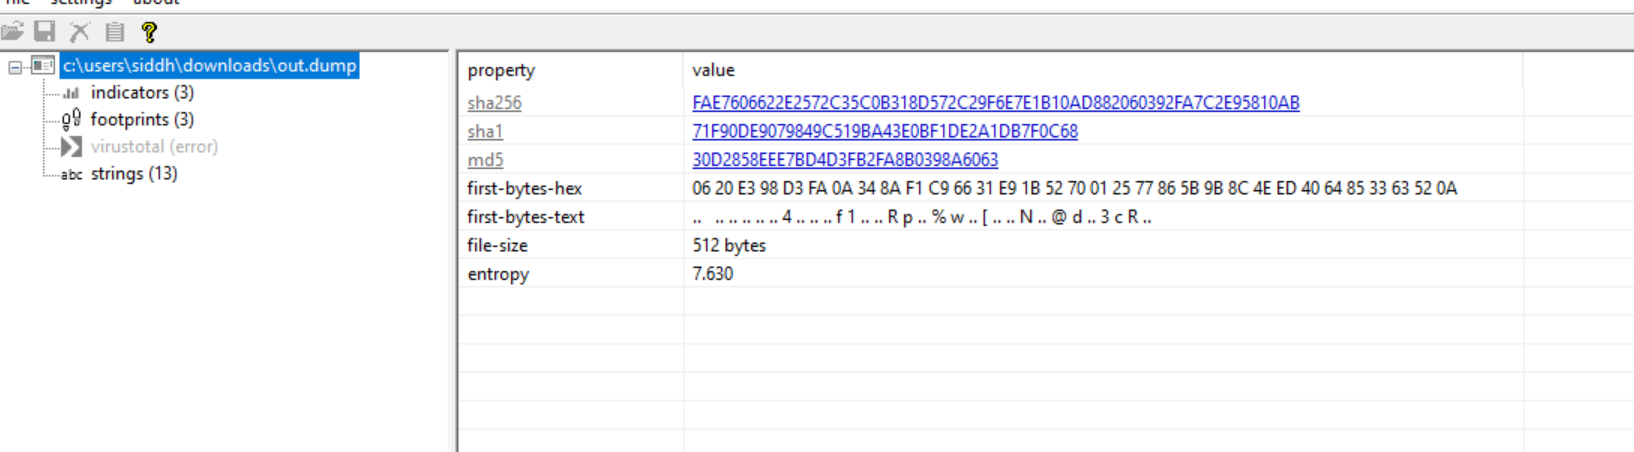 file settings about
c:\users\siddh\downloads\out.dump
indicators (3)
footprints (3)
virustotal (error)
abc strings (13)
property value
sha256 FAE7606622E2572C35C0B318D572C29F6E7E1B10AD882060392FA7C2E95810AB
sha1 71F90DE9079849C519BA43E0BF1DE2A1DB7F0C68
md5 30D2858EEE7BD4D3FB2FA8B0398A6063
first-bytes-hex 06 20 E3 98 D3 FA 0A 34 8A F1 C9 66 31 E9 1B 52 70 01 25 77 86 5B 9B 8C 4E ED 40 64 85 33 63 52 0A
first-bytes-text .. .. .. .. .. .. 4 .. .. .. f 1 .. .. R p .. % w .. [ .. .. N .. @ d .. 3 c R ..
file-size 512 bytes
entropy 7.630